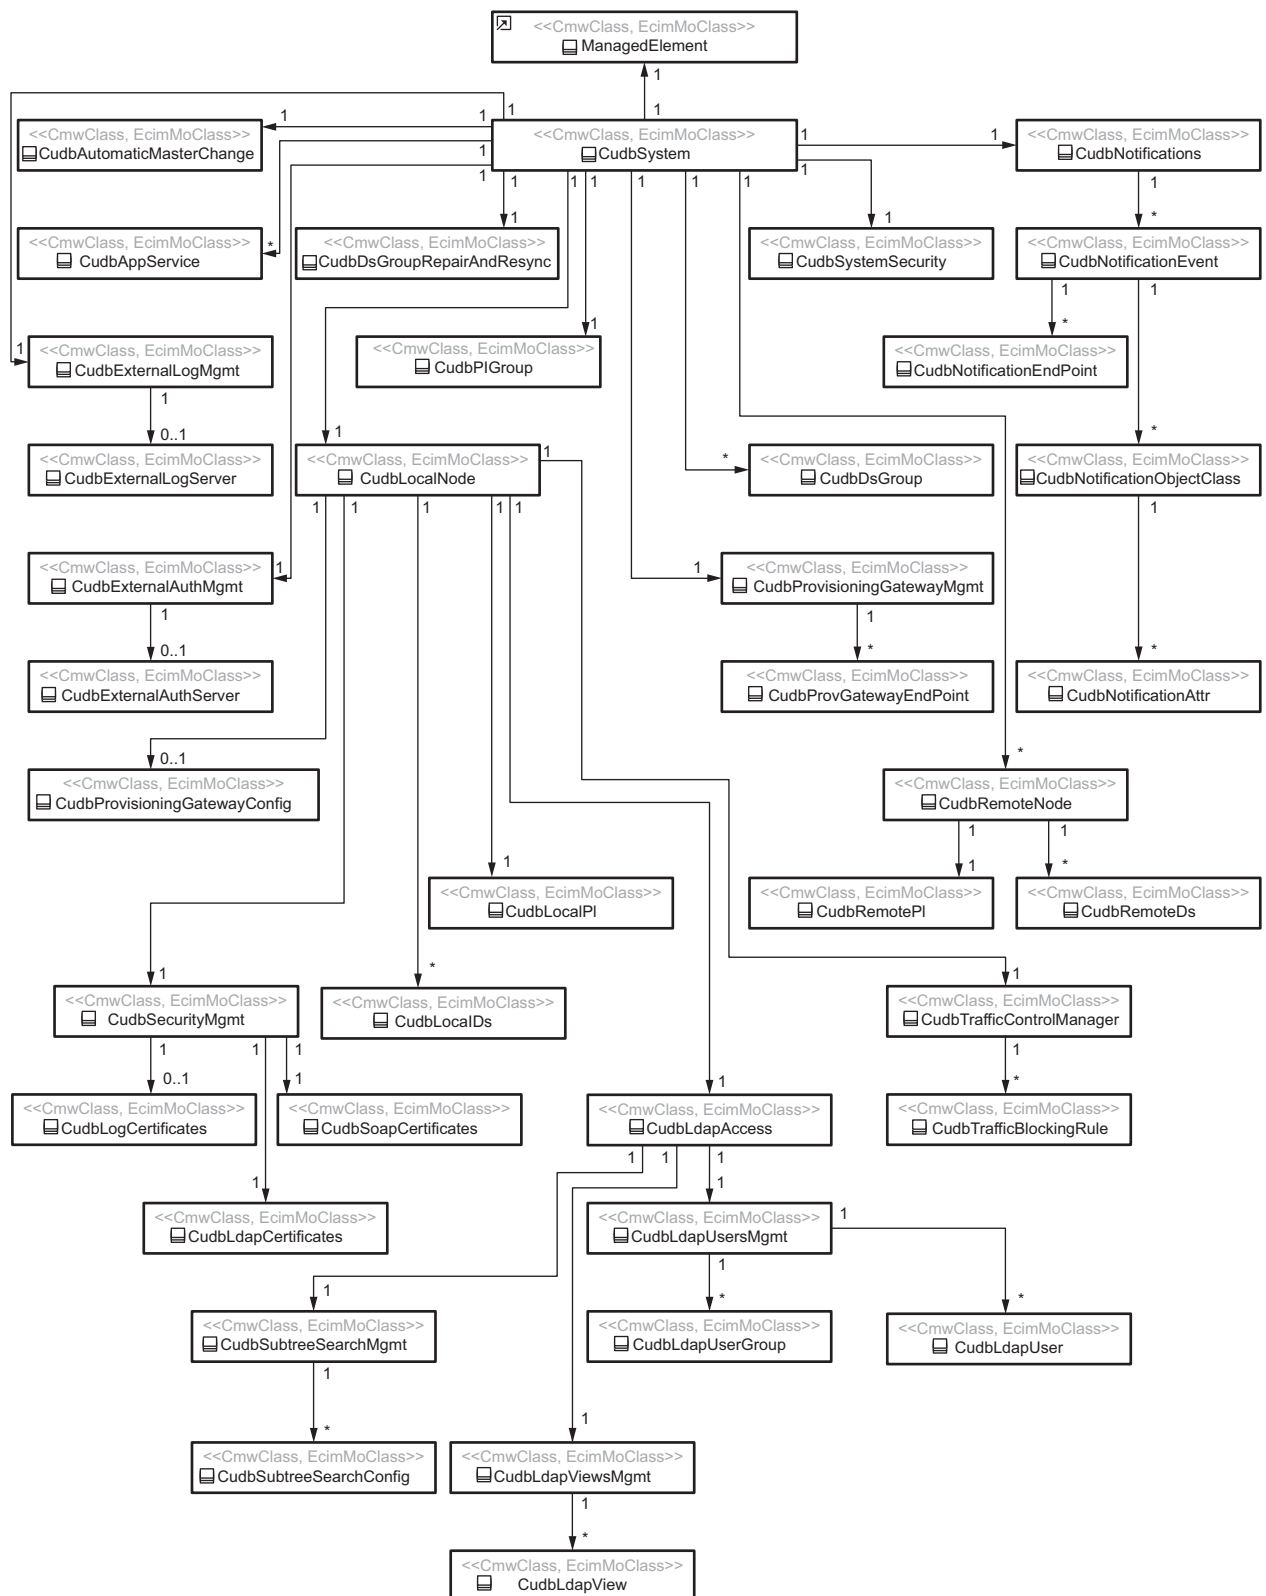 <<CmwClass, EcimMoClass>>
ManagedElement
1
1
1
1
1
<<CmwClass, EcimMoClass>>
CudbAutomaticMasterChange
<<CmwClass, EcimMoClass>>
CudbSystem
1
1
1
1
1
<<CmwClass, EcimMoClass>>
CudbNotifications
1
1
1
1
1
1
1
1
1
1
*
1
1
*
<<CmwClass, EcimMoClass>>
CudbAppService
<<CmwClass, EcimMoClass>>
CudbDsGroupRepairAndResync
<<CmwClass, EcimMoClass>>
CudbSystemSecurity
<<CmwClass, EcimMoClass>>
CudbNotificationEvent
1
1
1
1
*
<<CmwClass, EcimMoClass>>
CudbExternalLogMgmt
<<CmwClass, EcimMoClass>>
CudbPlGroup
<<CmwClass, EcimMoClass>>
CudbNotificationEndPoint
1
0..1
1
1
*
*
<<CmwClass, EcimMoClass>>
CudbExternalLogServer
<<CmwClass, EcimMoClass>>
CudbLocalNode
<<CmwClass, EcimMoClass>>
CudbDsGroup
<<CmwClass, EcimMoClass>>
CudbNotificationObjectClass
1
1
1
1
1
1
<<CmwClass, EcimMoClass>>
CudbExternalAuthMgmt
1
1
<<CmwClass, EcimMoClass>>
CudbProvisioningGatewayMgmt
1
0..1
1
*
*
<<CmwClass, EcimMoClass>>
CudbExternalAuthServer
<<CmwClass, EcimMoClass>>
CudbProvGatewayEndPoint
<<CmwClass, EcimMoClass>>
CudbNotificationAttr
0..1
*
<<CmwClass, EcimMoClass>>
CudbProvisioningGatewayConfig
<<CmwClass, EcimMoClass>>
CudbRemoteNode
1
1
1
1
*
<<CmwClass, EcimMoClass>>
CudbLocalPl
<<CmwClass, EcimMoClass>>
CudbRemotePl
<<CmwClass, EcimMoClass>>
CudbRemoteDs
1
*
1
<<CmwClass, EcimMoClass>>
CudbSecurityMgmt
<<CmwClass, EcimMoClass>>
CudbLocalDs
<<CmwClass, EcimMoClass>>
CudbTrafficControlManager
1
1
1
1
0..1
1
1
*
<<CmwClass, EcimMoClass>>
CudbLogCertificates
<<CmwClass, EcimMoClass>>
CudbSoapCertificates
<<CmwClass, EcimMoClass>>
CudbLdapAccess
<<CmwClass, EcimMoClass>>
CudbTrafficBlockingRule
1
1
1
1
1
<<CmwClass, EcimMoClass>>
CudbLdapCertificates
<<CmwClass, EcimMoClass>>
CudbLdapUsersMgmt
1
1
1
*
*
<<CmwClass, EcimMoClass>>
CudbSubtreeSearchMgmt
<<CmwClass, EcimMoClass>>
CudbLdapUserGroup
<<CmwClass, EcimMoClass>>
CudbLdapUser
1
1
*
<<CmwClass, EcimMoClass>>
CudbSubtreeSearchConfig
<<CmwClass, EcimMoClass>>
CudbLdapViewsMgmt
1
*
<<CmwClass, EcimMoClass>>
CudbLdapView